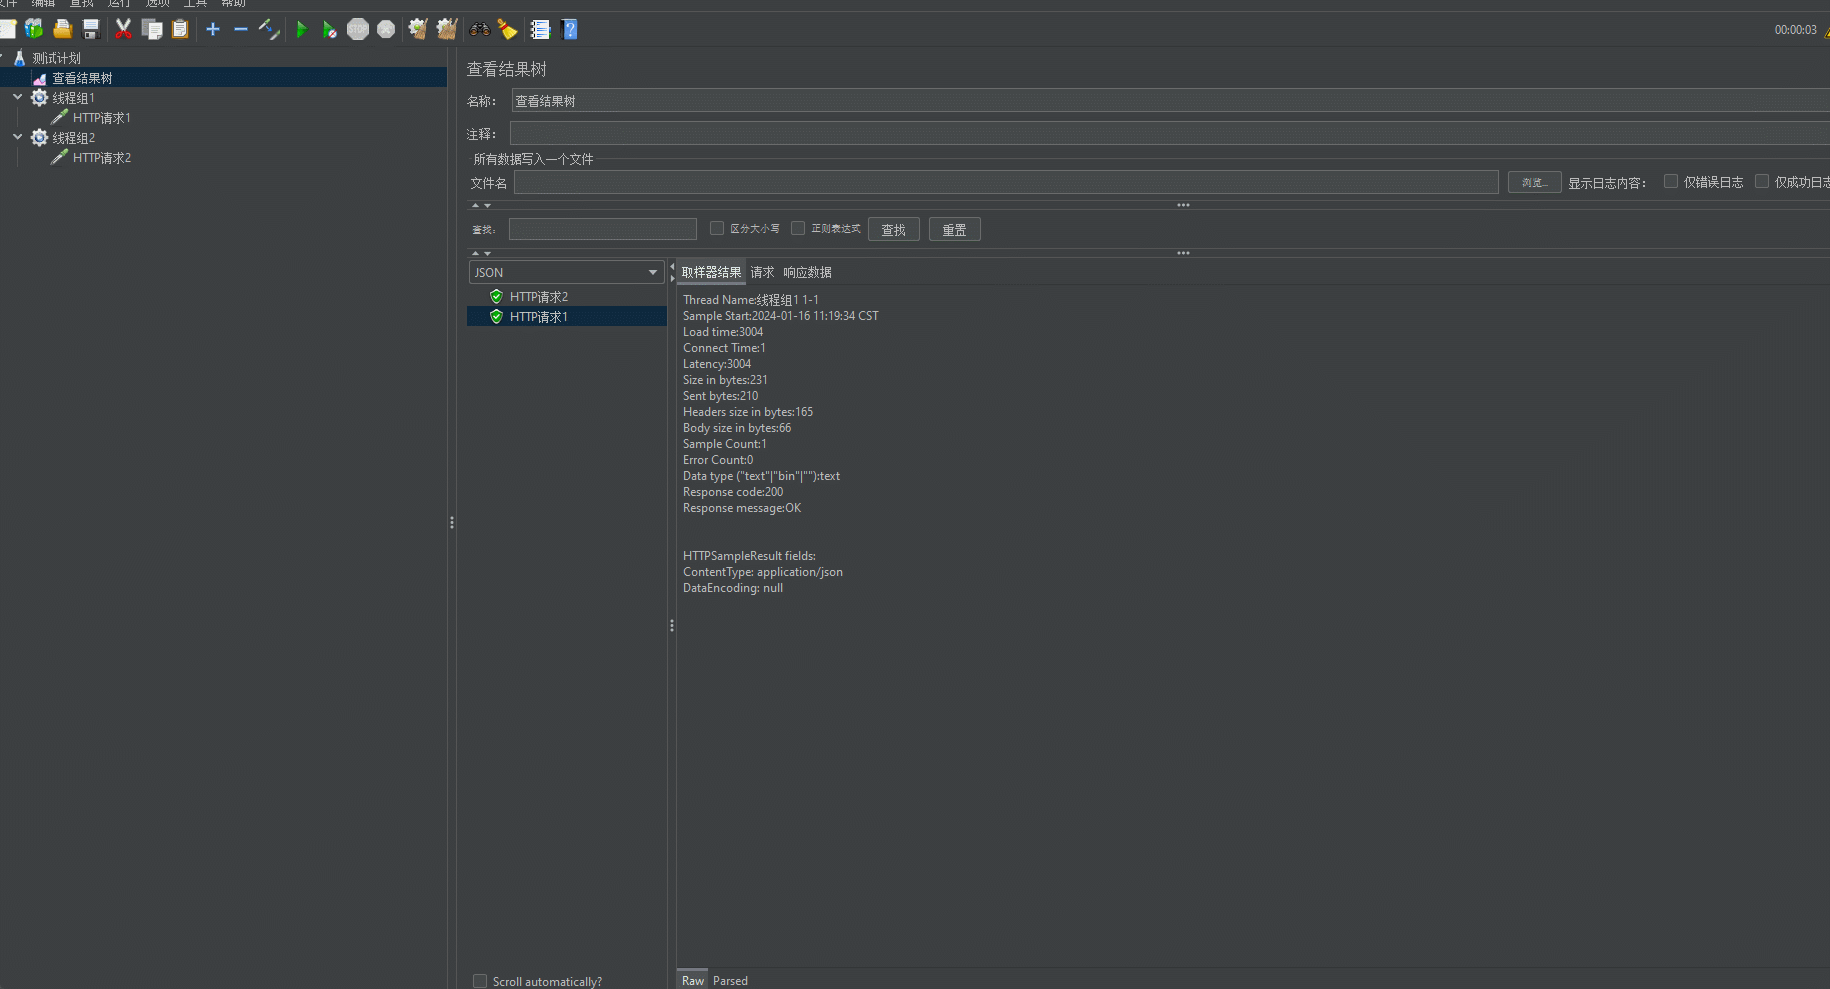 文件 编辑 查找 运行 选项 工具 帮助
STOP
00:00:03
测试计划
查看结果树
线程组1
HTTP请求1
线程组2
HTTP请求2
查看结果树
名称： 查看结果树
注释：
所有数据写入一个文件
文件名 浏览... 显示日志内容： 仅错误日志 仅成功日志
查找: 区分大小写 正则表达式 查找 重置
JSON
HTTP请求2
HTTP请求1
取样器结果 请求 响应数据
Thread Name:线程组1 1-1
Sample Start:2024-01-16 11:19:34 CST
Load time:3004
Connect Time:1
Latency:3004
Size in bytes:231
Sent bytes:210
Headers size in bytes:165
Body size in bytes:66
Sample Count:1
Error Count:0
Data type ("text"|"bin"|""):text
Response code:200
Response message:OK
HTTPSampleResult fields:
ContentType: application/json
DataEncoding: null
Scroll automatically?
Raw Parsed